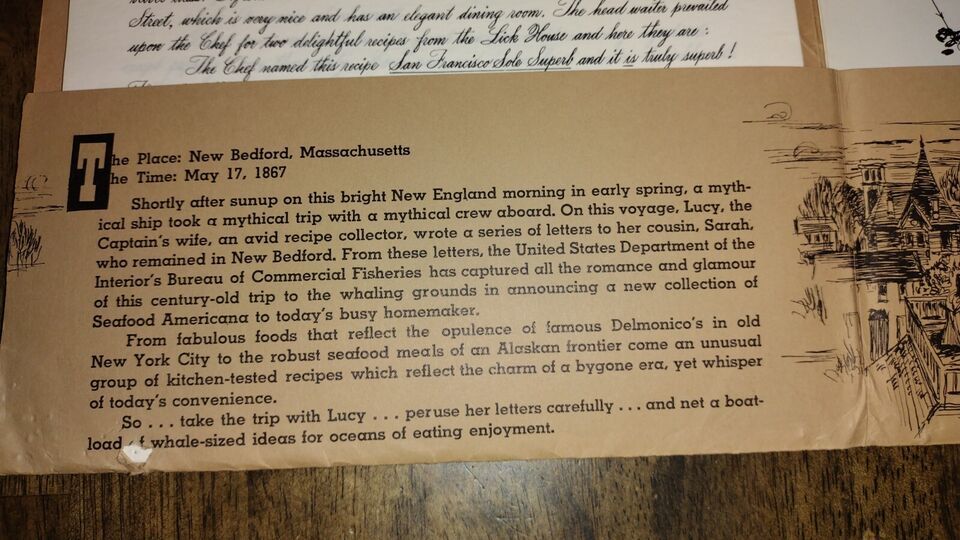 Street, which is very nice and has an elegant dining room. The head waiter prevailed
upon the Chef for two delightful recipes from the Lick House and here they are :
The Chef named this recipe San Francisco Sole Superb and it is truly superb !
The Place: New Bedford, Massachusetts
The Time: May 17, 1867
Shortly after sunup on this bright New England morning in early spring, a myth-
ical ship took a mythical trip with a mythical crew aboard. On this voyage, Lucy, the
Captain's wife, an avid recipe collector, wrote a series of letters to her cousin, Sarah,
who remained in New Bedford. From these letters, the United States Department of the
Interior's Bureau of Commercial Fisheries has captured all the romance and glamour
of this century-old trip to the whaling grounds in announcing a new collection of
Seafood Americana to today's busy homemaker.
From fabulous foods that reflect the opulence of famous Delmonico's in old
New York City to the robust seafood meals of an Alaskan frontier come an unusual
group of kitchen-tested recipes which reflect the charm of a bygone era, yet whisper
of today's convenience.
So . . . take the trip with Lucy . . . peruse her letters carefully . . . and net a boat-
load of whale-sized ideas for oceans of eating enjoyment.